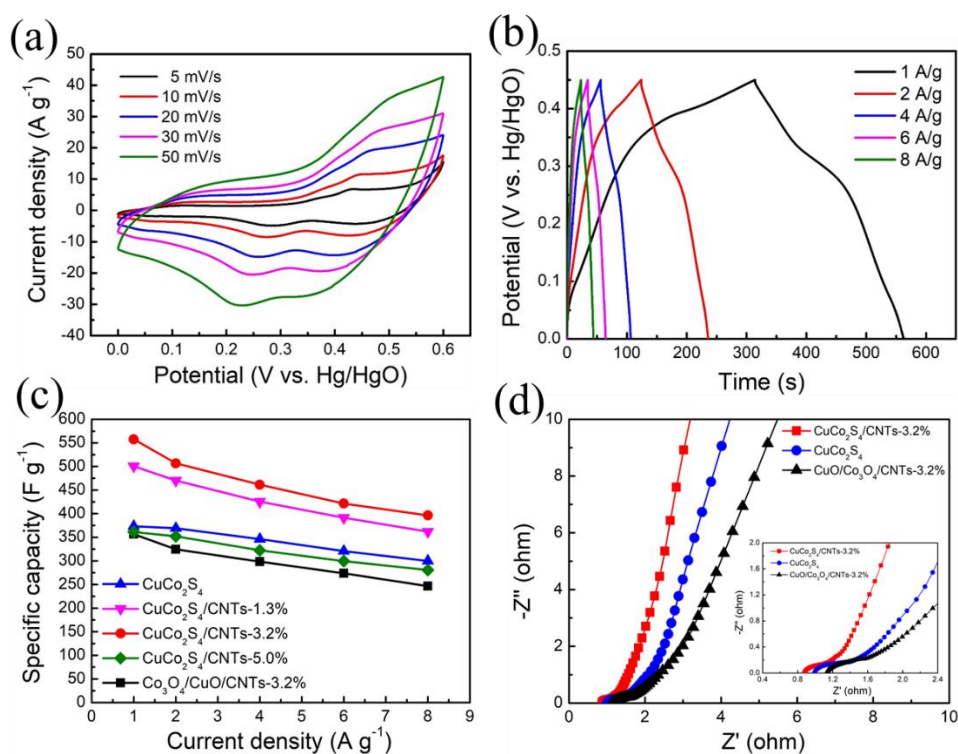 (a)
50
40
30
20
10
0
-10
-20
-30
-40
5 mV/s
10 mV/s
20 mV/s
30 mV/s
50 mV/s
0.0 0.1 0.2 0.3 0.4 0.5 0.6
Current density (A g⁻¹)
Potential (V vs. Hg/HgO)
(b)
0.5
0.4
0.3
0.2
0.1
0.0
1 A/g
2 A/g
4 A/g
6 A/g
8 A/g
0 100 200 300 400 500 600
Potential (V vs. Hg/HgO)
Time (s)
(c)
600
550
500
450
400
350
300
250
200
150
100
50
0
CuCo₂S₄
CuCo₂S₄/CNTs-1.3%
CuCo₂S₄/CNTs-3.2%
CuCo₂S₄/CNTs-5.0%
Co₃O₄/CuO/CNTs-3.2%
0 1 2 3 4 5 6 7 8 9
Specific capacity (F g⁻¹)
Current density (A g⁻¹)
(d)
10
8
6
4
2
0
CuCo₂S₄/CNTs-3.2%
CuCo₂S₄
CuO/Co₃O₄/CNTs-3.2%
2.0
1.6
1.2
0.8
0.4
0.0
CuCo₂S₄/CNTs-3.2%
CuCo₂S₄
CuO/Co₃O₄/CNTs-3.2%
0.4 0.8 1.2 1.6 2.0 2.4
-Z'' (ohm)
Z' (ohm)
0 2 4 6 8 10
-Z'' (ohm)
Z' (ohm)